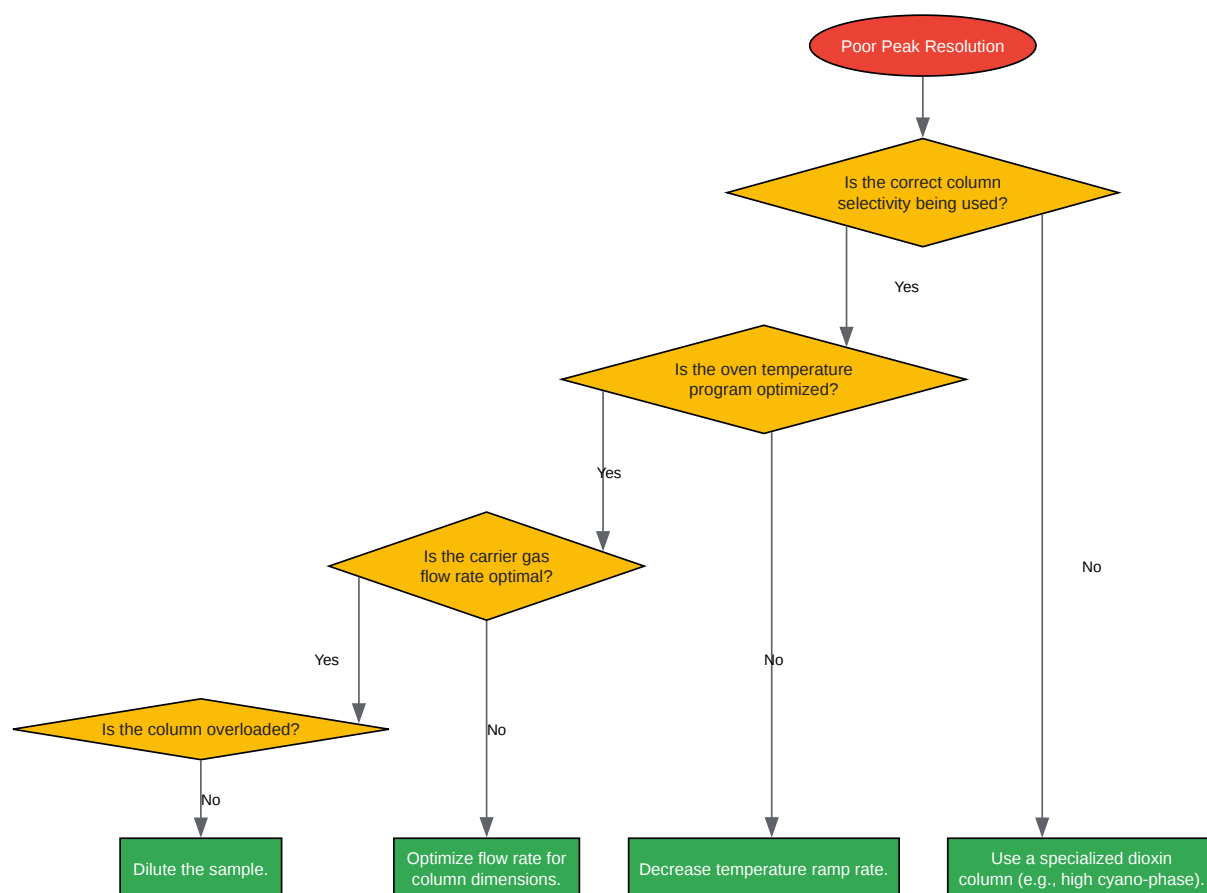 Poor Peak Resolution
Is the correct column
selectivity being used?
Yes
Is the oven temperature
program optimized?
Yes
Is the carrier gas
flow rate optimal?
No
Yes
No
Is the column overloaded?
No
No
Dilute the sample.
Optimize flow rate for
column dimensions.
Decrease temperature ramp rate.
Use a specialized dioxin
column (e.g., high cyano-phase).